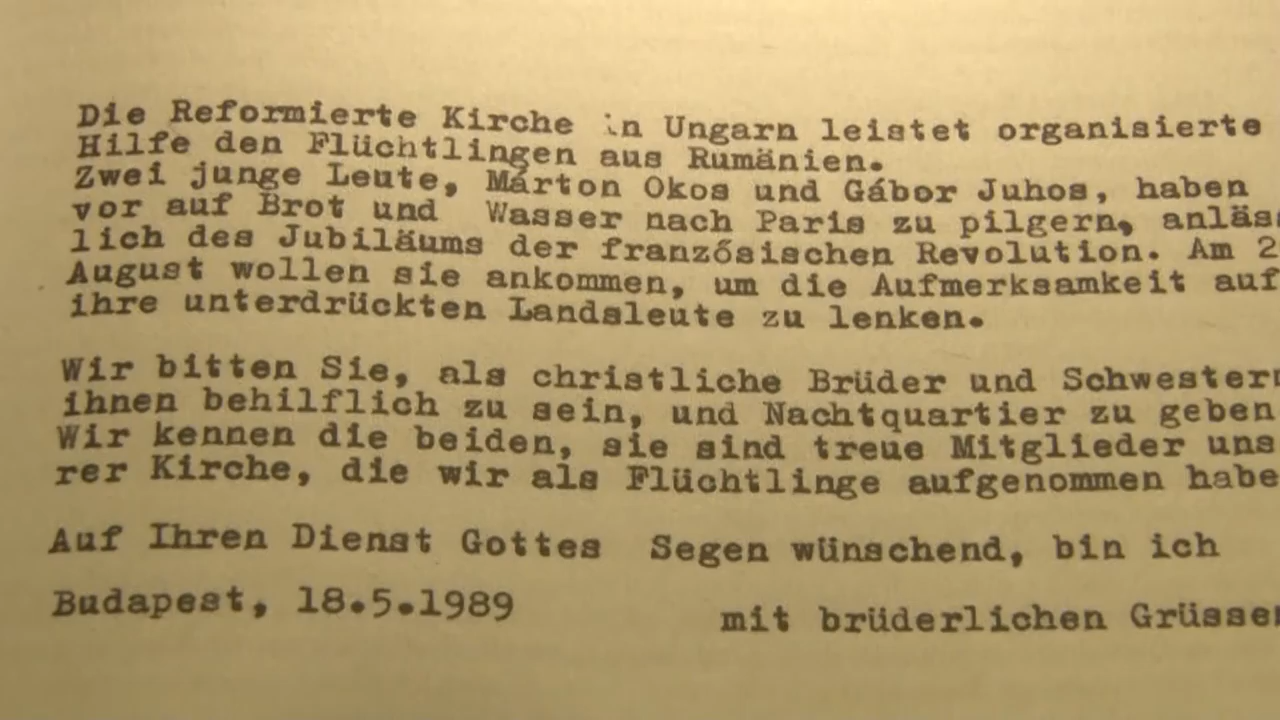 Die Reformierte Kirche in Ungarn leistet organisierte
Hilfe den Flüchtlingen aus Rumänien.
Zwei junge Leute, Márton Okos und Gábor Juhos, haben
vor auf Brot und Wasser nach Paris zu pilgern, anläs
lich des Jubiläums der franzősischen Revolution. Am 2
August wollen sie ankommen, um die Aufmerksamkeit auf
ihre unterdrückten Landsleute zu lenken.
Wir bitten Sie, als christliche Brüder und Schwestern
ihnen behilflich zu sein, und Nachtquartier zu geben
Wir kennen die beiden, sie sind treue Mitglieder uns
rer Kirche, die wir als Flüchtlinge aufgenommen habe
Auf Ihren Dienst Gottes Segen wünschend, bin ich
Budapest, 18.5.1989
mit brüderlichen Grüssen